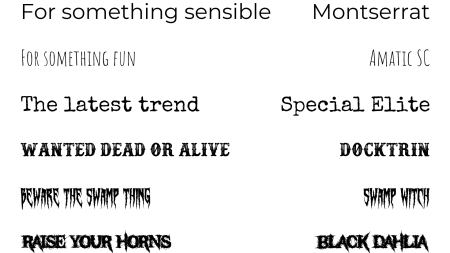 For something sensible Montserrat
For something fun Amatic SC
The latest trend Special Elite
WANTED DEAD OR ALIVE DOCKTRIN
BEWARE THE SWAMP THING SWAMP WITCH
RAISE YOUR HORNS BLACK DAHLIA